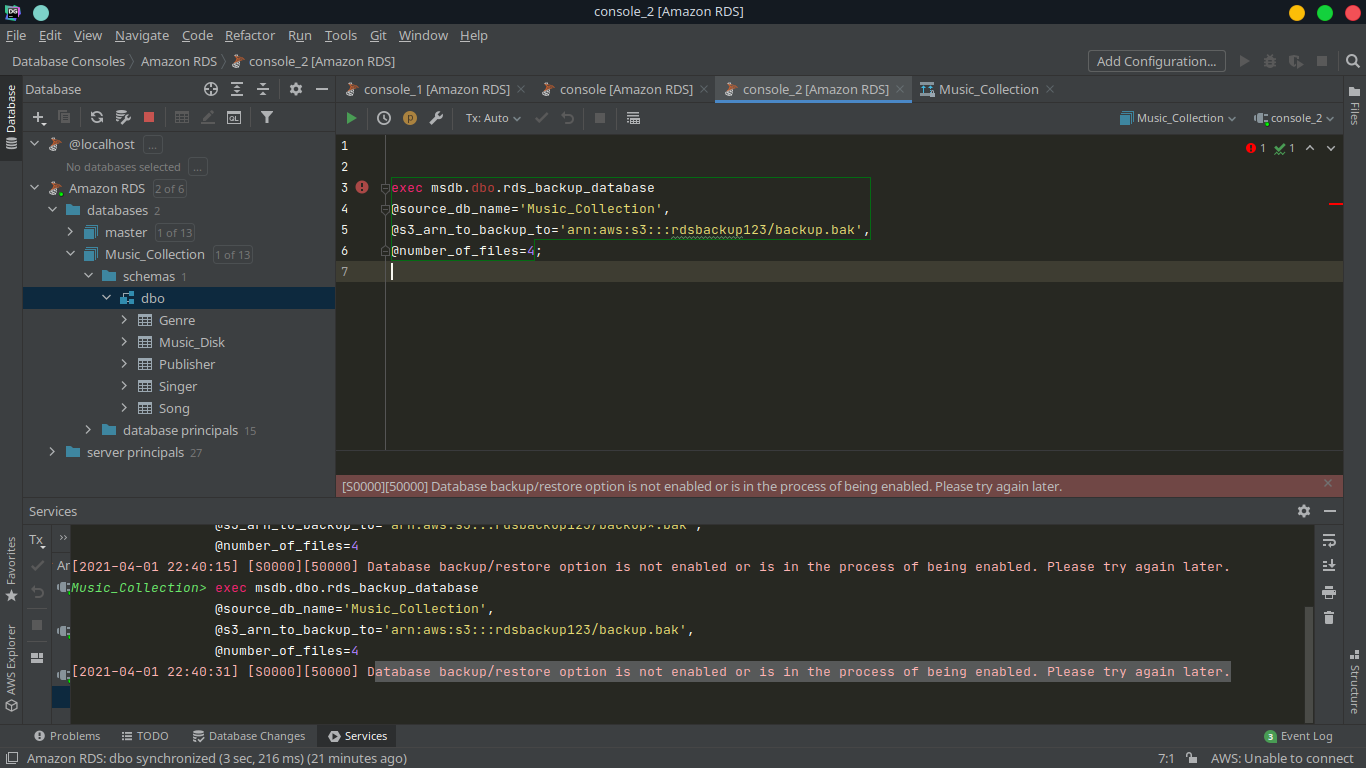 console_2 [Amazon RDS]
File Edit View Navigate Code Refactor Run Tools Git Window Help
Database Consoles Amazon RDS console_2 [Amazon RDS] Add Configuration...
Database
console_1 [Amazon RDS] console [Amazon RDS] console_2 [Amazon RDS] Music_Collection
Tx: Auto Music_Collection console_2
@localhost ...
No databases selected ...
Amazon RDS 2 of 6
databases 2
master 1 of 13
Music_Collection 1 of 13
schemas 1
dbo
Genre
Music_Disk
Publisher
Singer
Song
database principals 15
server principals 27
1
2
3 exec msdb.dbo.rds_backup_database
4 @source_db_name='Music_Collection',
5 @s3_arn_to_backup_to='arn:aws:s3:::rdsbackup123/backup.bak',
6 @number_of_files=4;
7
1 1
[S0000][50000] Database backup/restore option is not enabled or is in the process of being enabled. Please try again later.
Services
Tx
Ar
@s3_arn_to_backup_to='arn:aws:s3:::rdsbackup123/backup*.bak',
@number_of_files=4
[2021-04-01 22:40:15] [S0000][50000] Database backup/restore option is not enabled or is in the process of being enabled. Please try again later.
Music_Collection> exec msdb.dbo.rds_backup_database
@source_db_name='Music_Collection',
@s3_arn_to_backup_to='arn:aws:s3:::rdsbackup123/backup.bak',
@number_of_files=4
[2021-04-01 22:40:31] [S0000][50000] Database backup/restore option is not enabled or is in the process of being enabled. Please try again later.
Database
Favorites
AWS Explorer
Files
Structure
Problems TODO Database Changes Services 3 Event Log
Amazon RDS: dbo synchronized (3 sec, 216 ms) (21 minutes ago) 7:1 AWS: Unable to connect